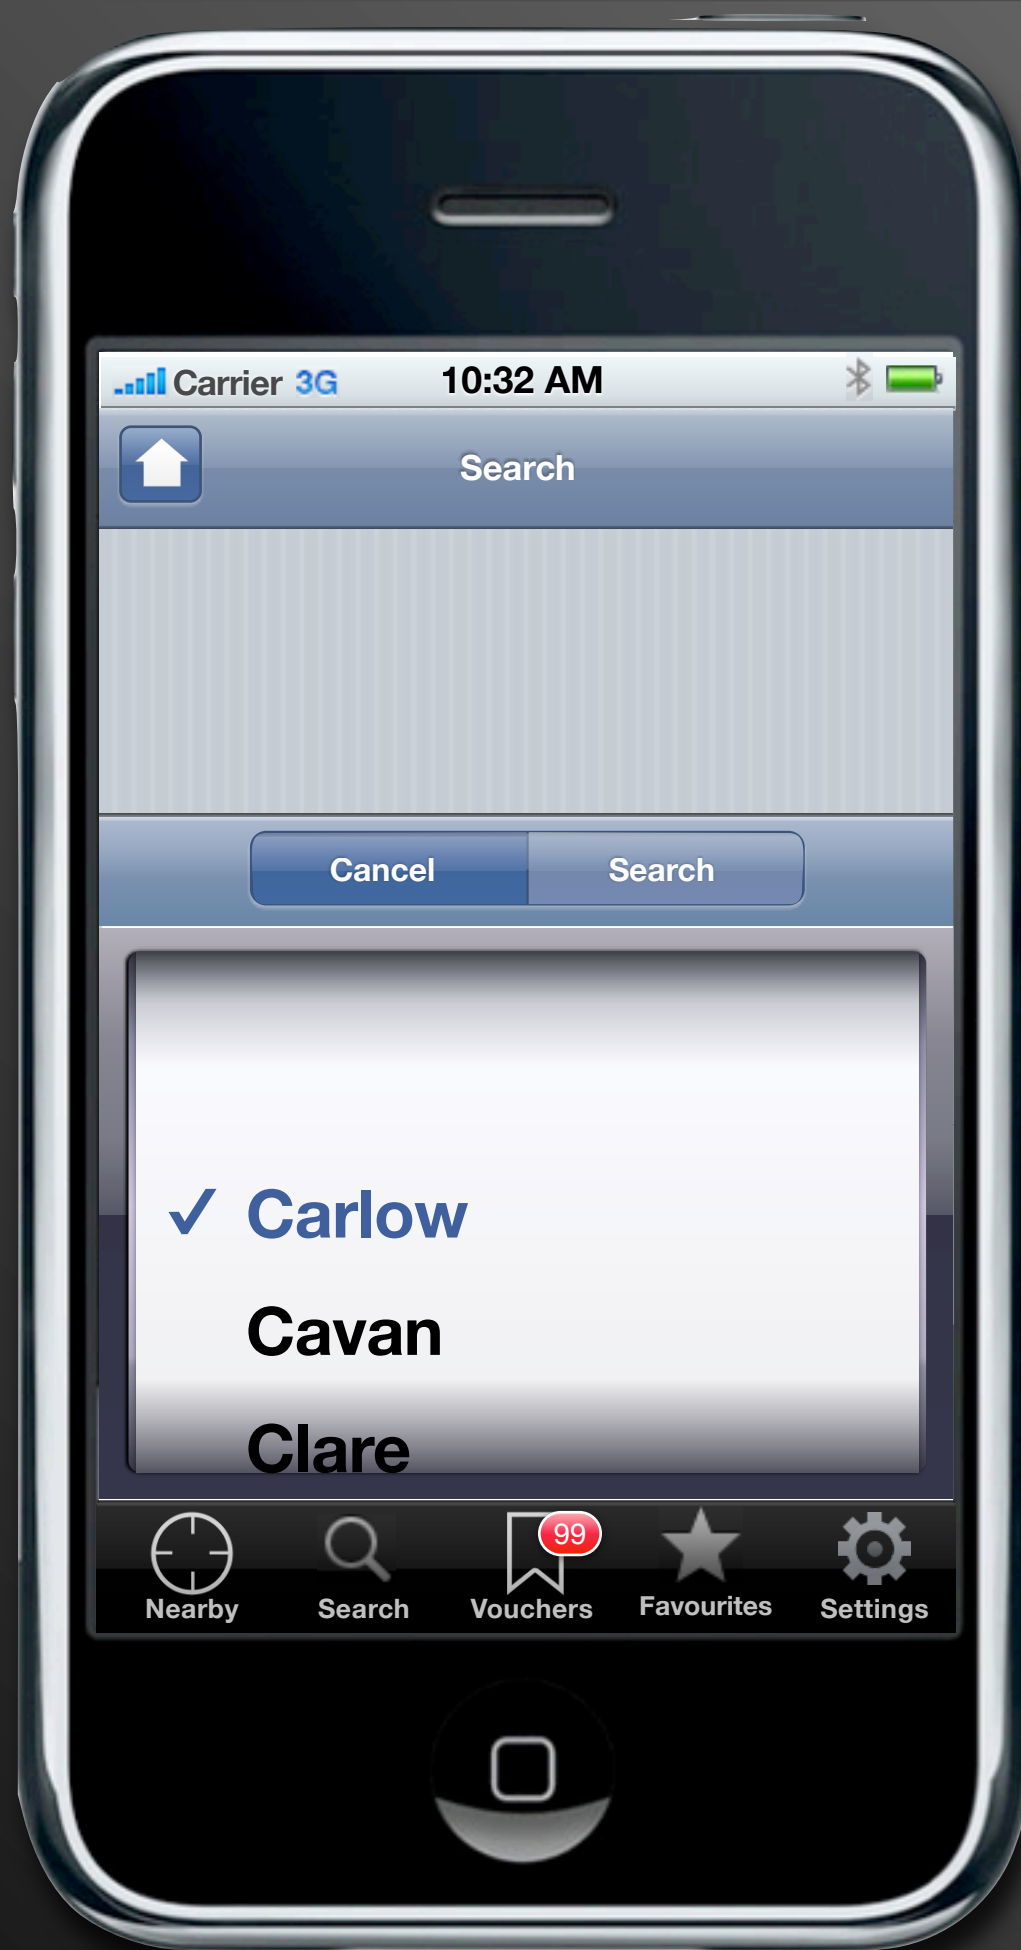 Carrier 3G 10:32 AM
Search
Cancel Search
✓ Carlow
Cavan
Clare
99
Nearby Search Vouchers Favourites Settings